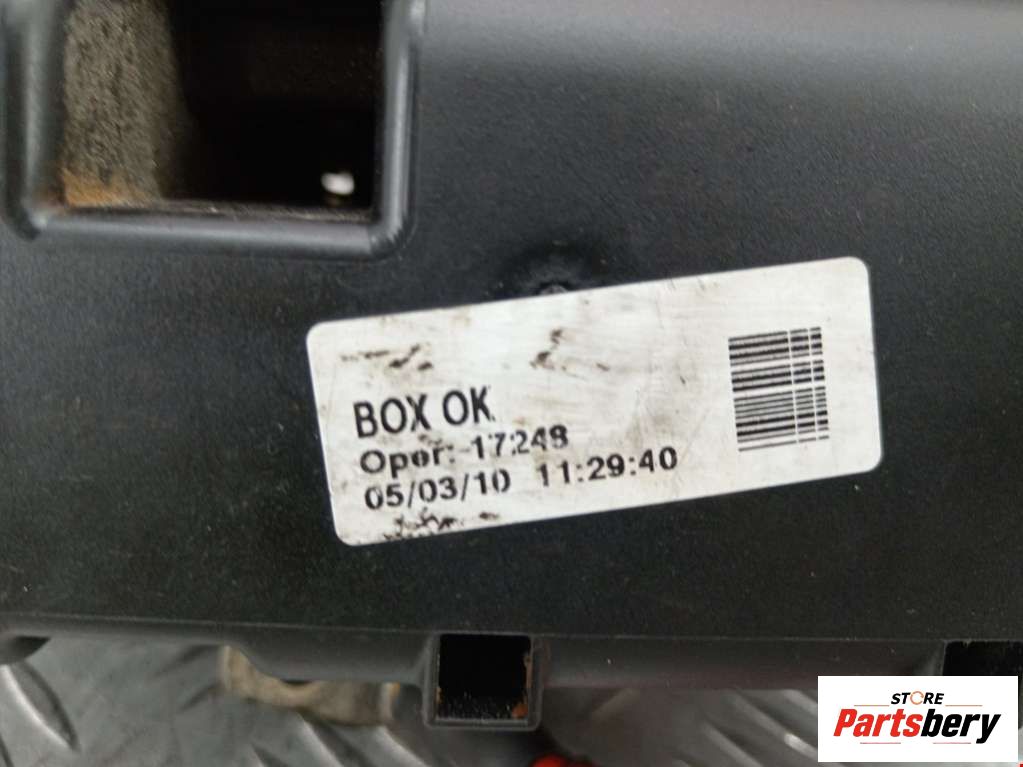 BOX OK
Oper: 17248
05/03/10 11:29:40
STORE
Partsbery